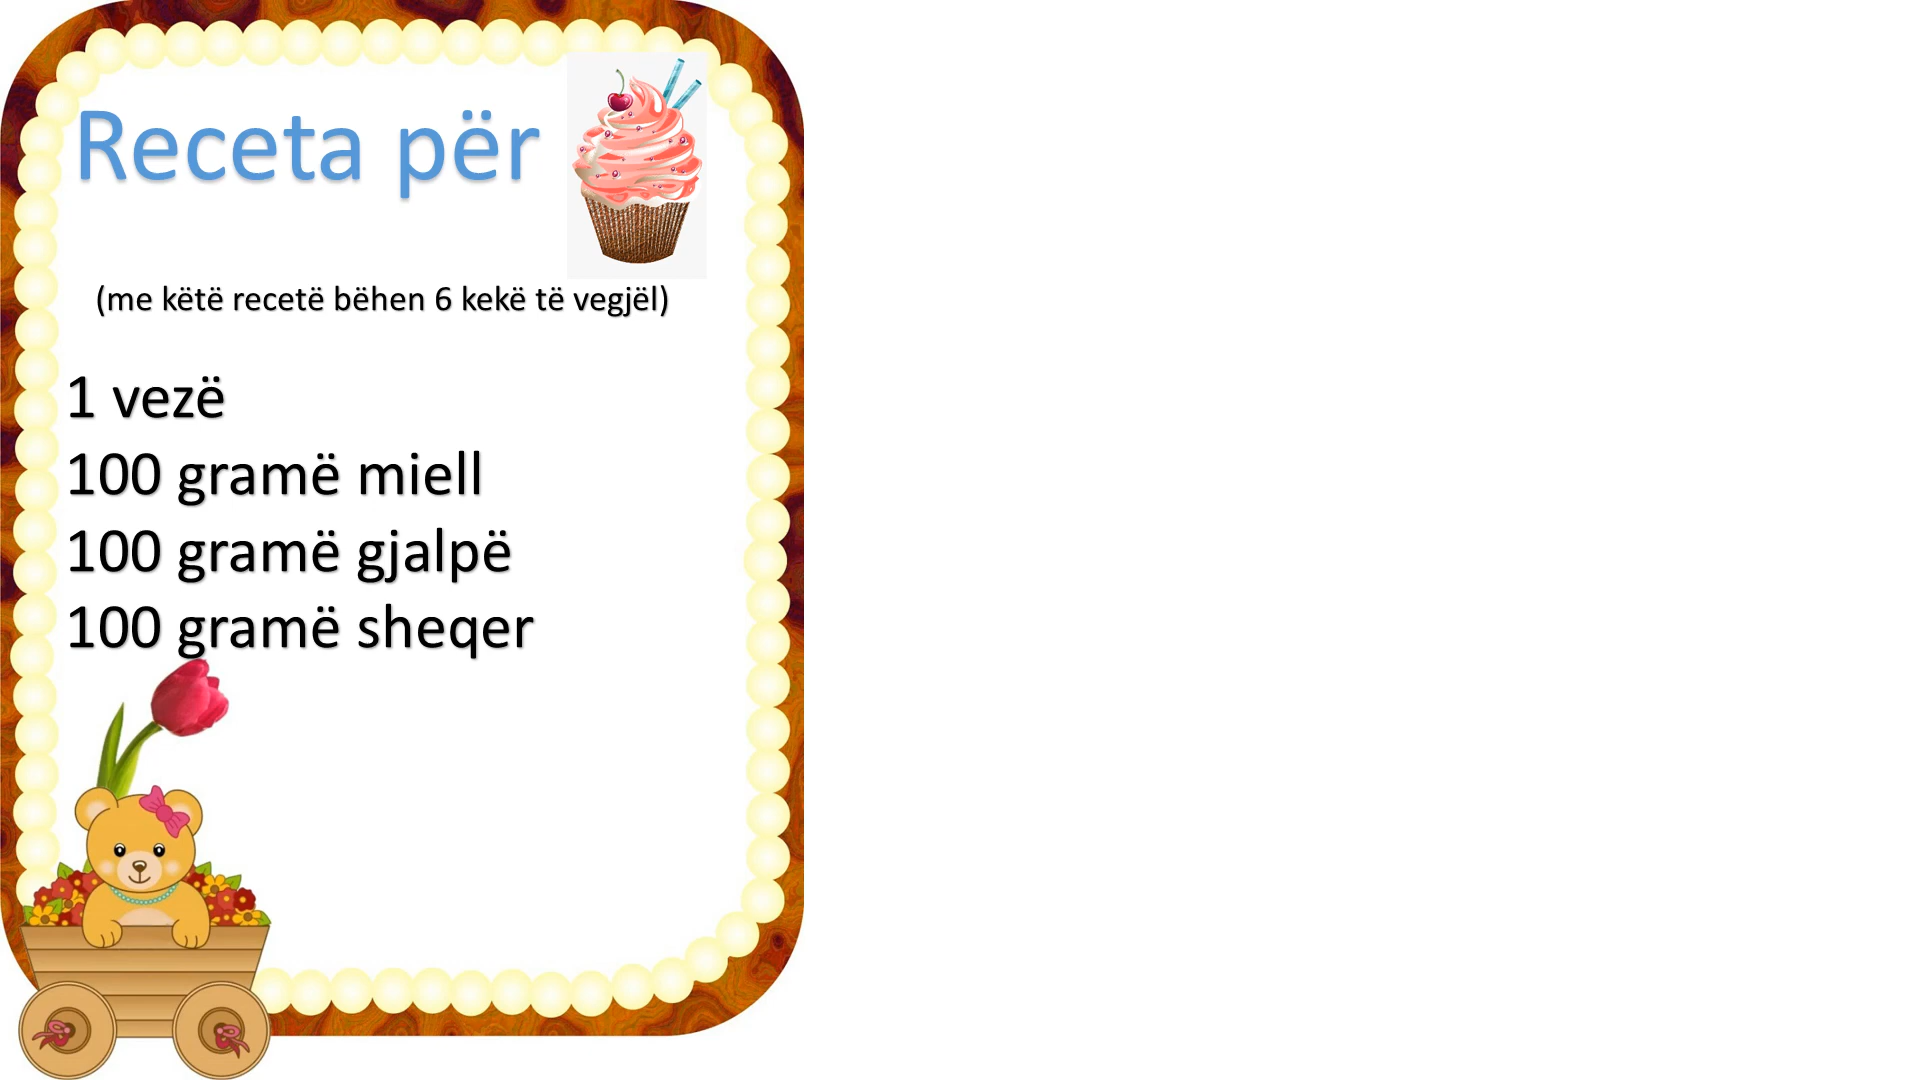 Receta për
(me këtë recetë bëhen 6 kekë të vegjël)
1 vezë
100 gramë miell
100 gramë gjalpë
100 gramë sheqer